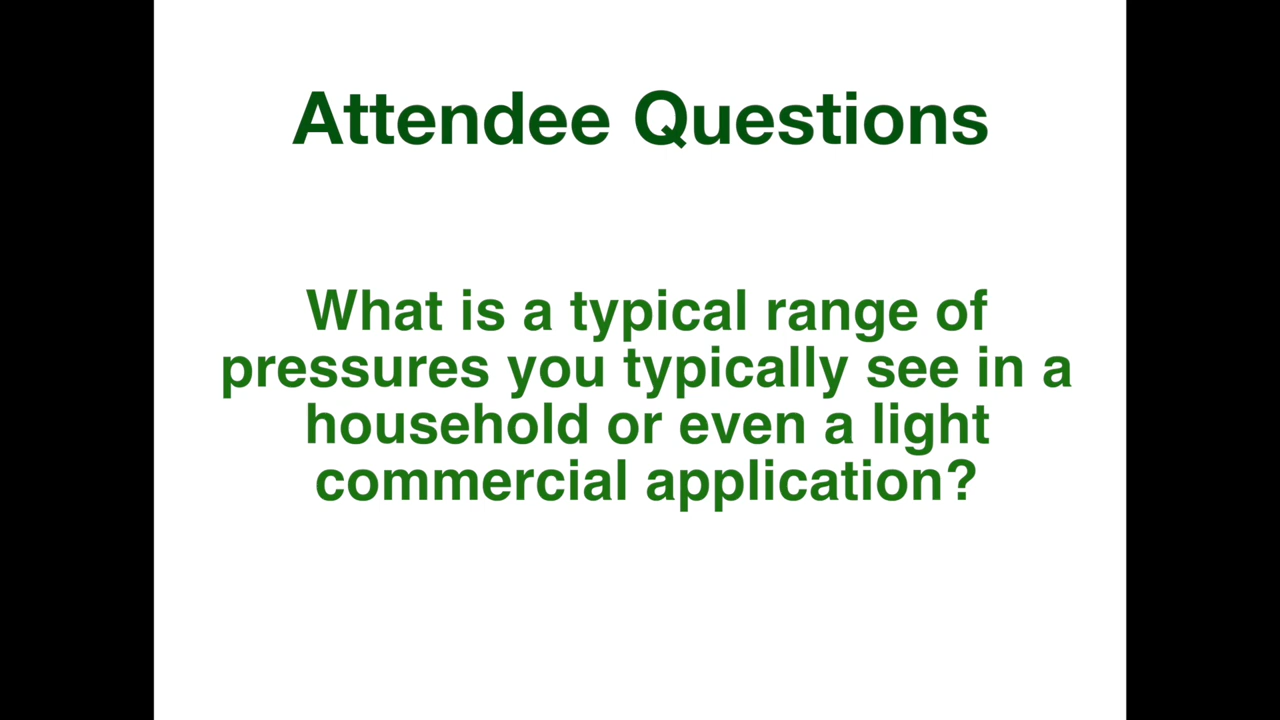 Attendee Questions
What is a typical range of
pressures you typically see in a
household or even a light
commercial application?